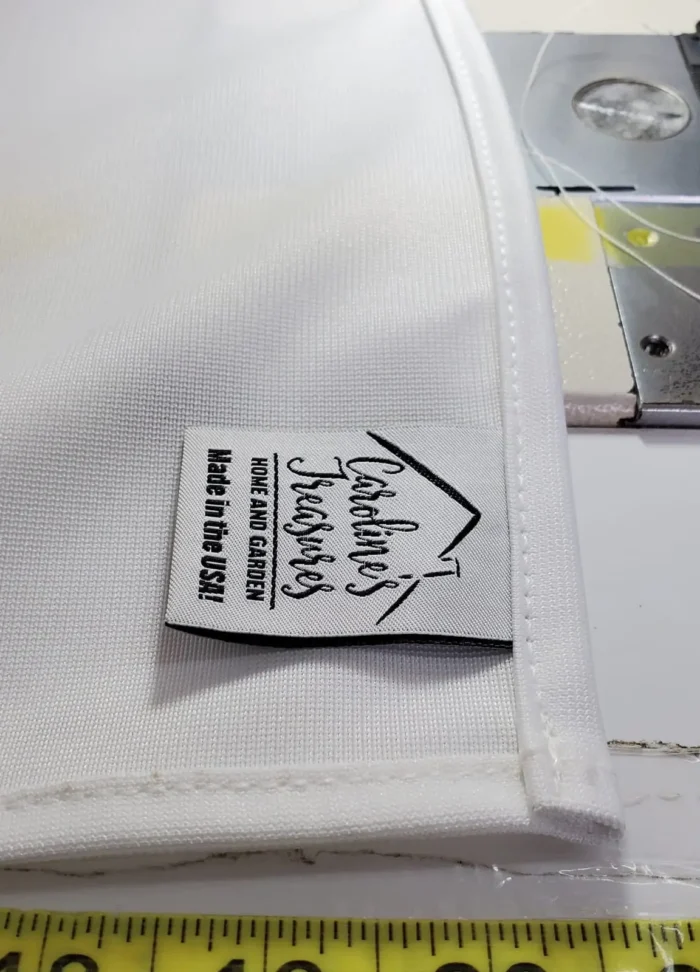 Caroline's
Treasures
HOME AND GARDEN
Made in the USA!